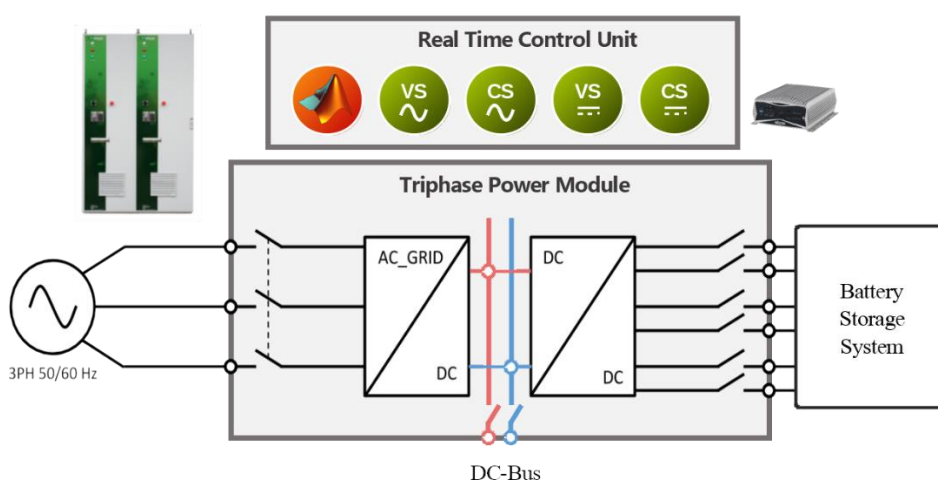 Real Time Control Unit
VS
CS
VS
CS
Triphase Power Module
AC_GRID
DC
DC
DC
Battery
Storage
System
3PH 50/60 Hz
DC-Bus